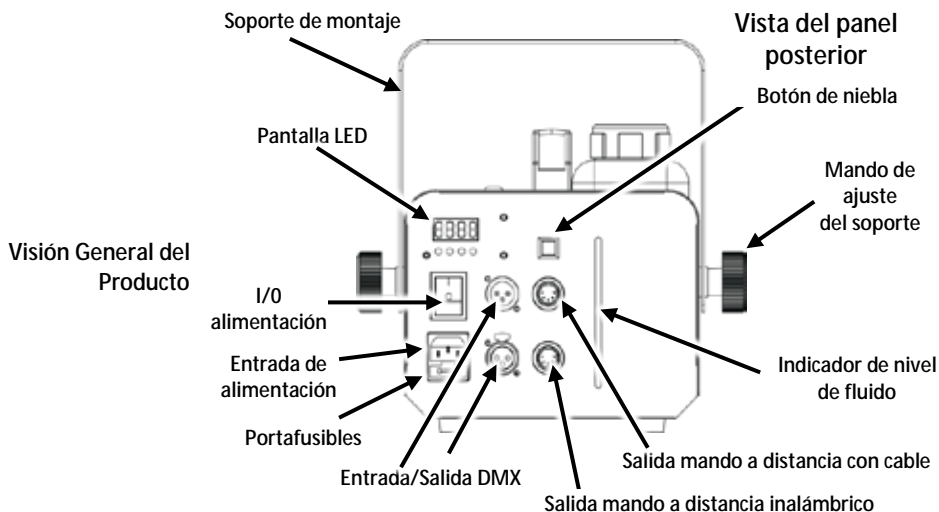 Soporte de montaje
Vista del panel
posterior
Botón de niebla
Pantalla LED
Mando de
ajuste
del soporte
Visión General del
Producto
I/0
alimentación
Entrada de
alimentación
Indicador de nivel
de fluido
Portafusibles
Entrada/Salida DMX
Salida mando a distancia con cable
Salida mando a distancia inalámbrico